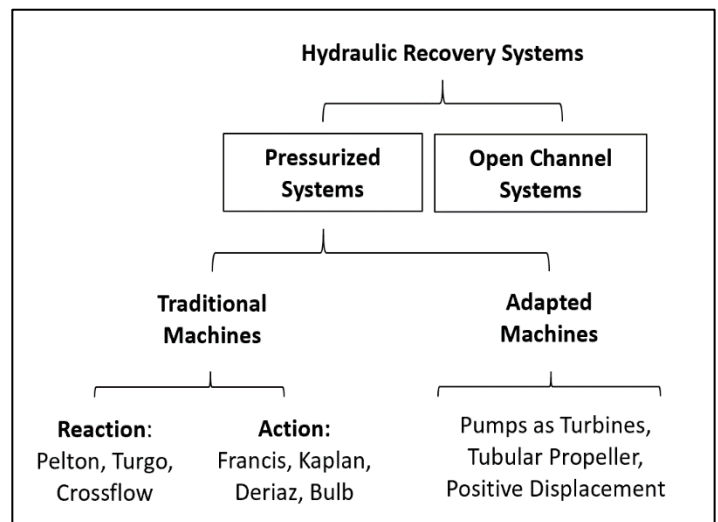 Hydraulic Recovery Systems
Pressurized
Systems
Open Channel
Systems
Traditional
Machines
Adapted
Machines
Reaction:
Pelton, Turgo,
Crossflow
Action:
Francis, Kaplan,
Deriaz, Bulb
Pumps as Turbines,
Tubular Propeller,
Positive Displacement